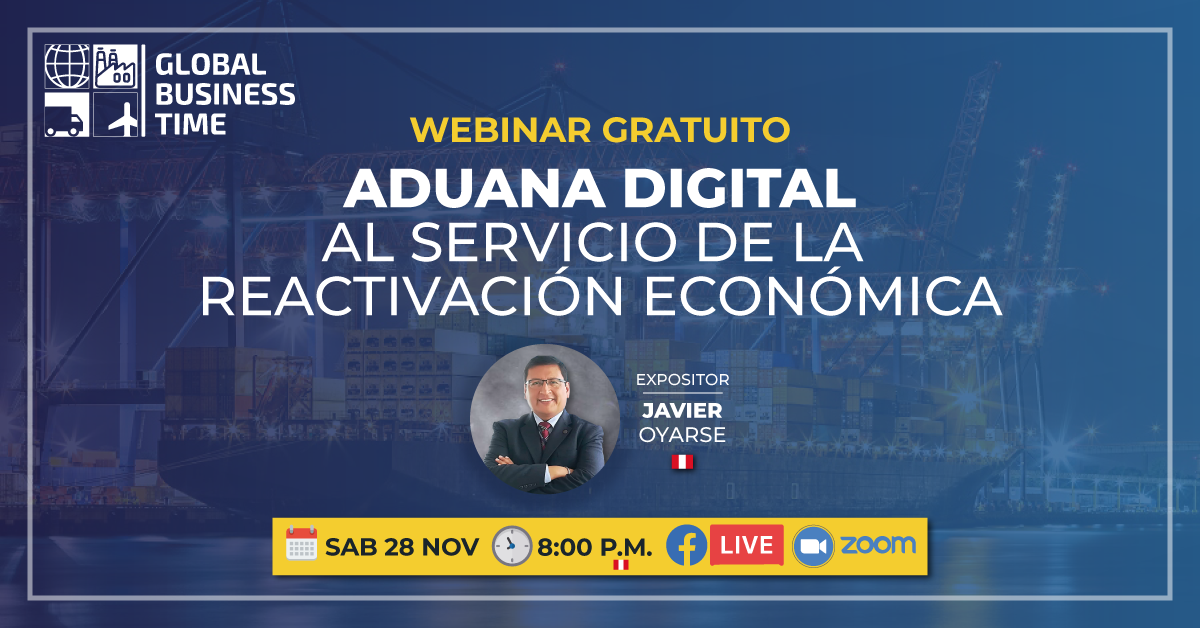 GLOBAL
BUSINESS
TIME
WEBINAR GRATUITO
ADUANA DIGITAL
AL SERVICIO DE LA
REACTIVACIÓN ECONÓMICA
EXPOSITOR
JAVIER
OYARSE
SAB 28 NOV 8:00 P.M. LIVE zoom